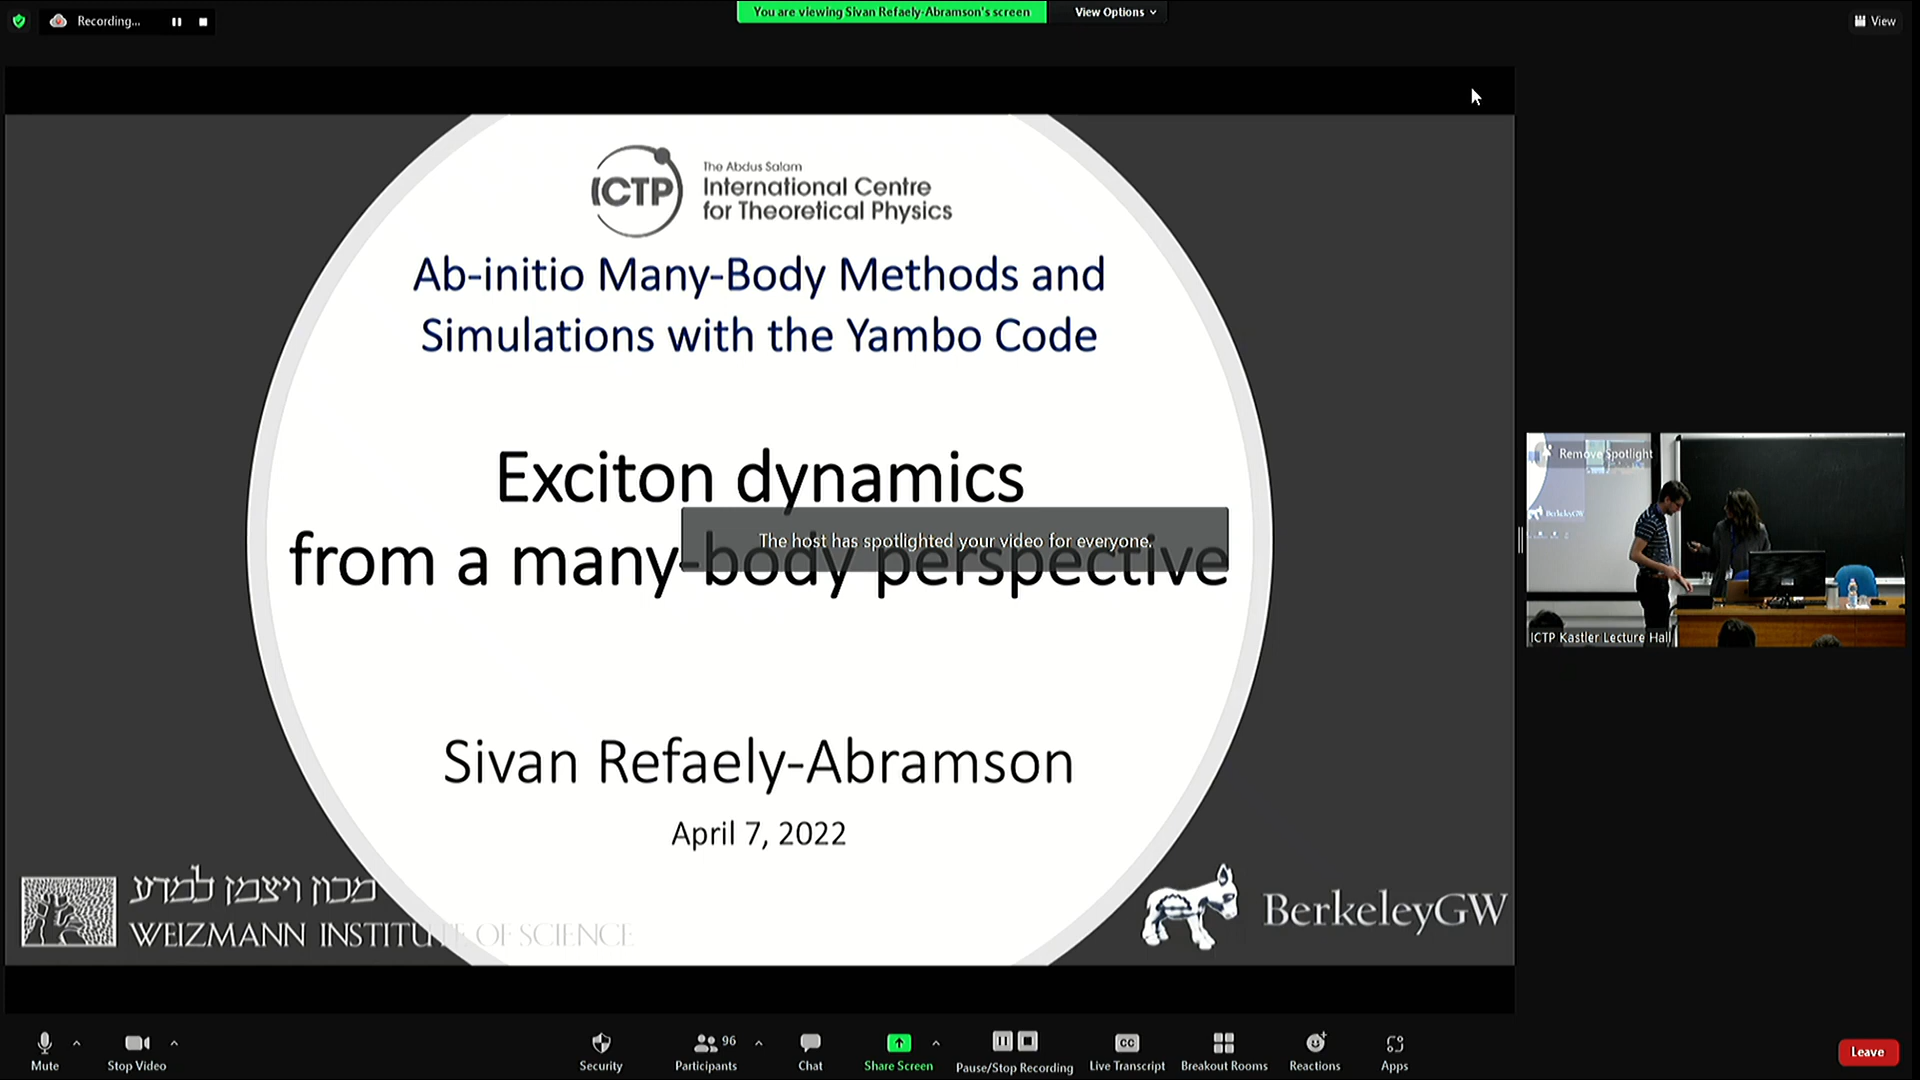 Recording...
You are viewing Sivan Refaely-Abramson's screen
View Options
View
ICTP
The Abdus Salam
International Centre
for Theoretical Physics
Ab-initio Many-Body Methods and
Simulations with the Yambo Code
Exciton dynamics
from a many-body perspective
The host has spotlighted your video for everyone.
Sivan Refaely-Abramson
April 7, 2022
מכון ויצמן למדע
WEIZMANN INSTITUTE OF SCIENCE
BerkeleyGW
Remove Spotlight
BerkeleyGW
ICTP Kastler Lecture Hall
Mute
Stop Video
Security
96
Participants
Chat
Share Screen
Pause/Stop Recording
CC
Live Transcript
Breakout Rooms
Reactions
Apps
Leave